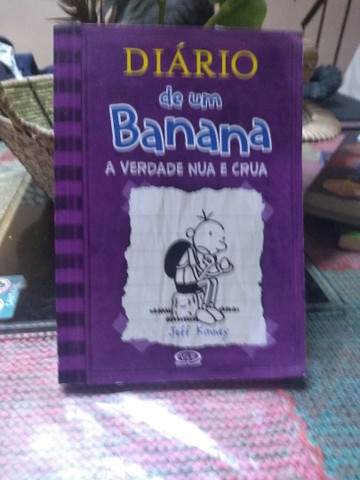 DIÁRIO
de um
Banana
A VERDADE NUA E CRUA
Jeff Kinney